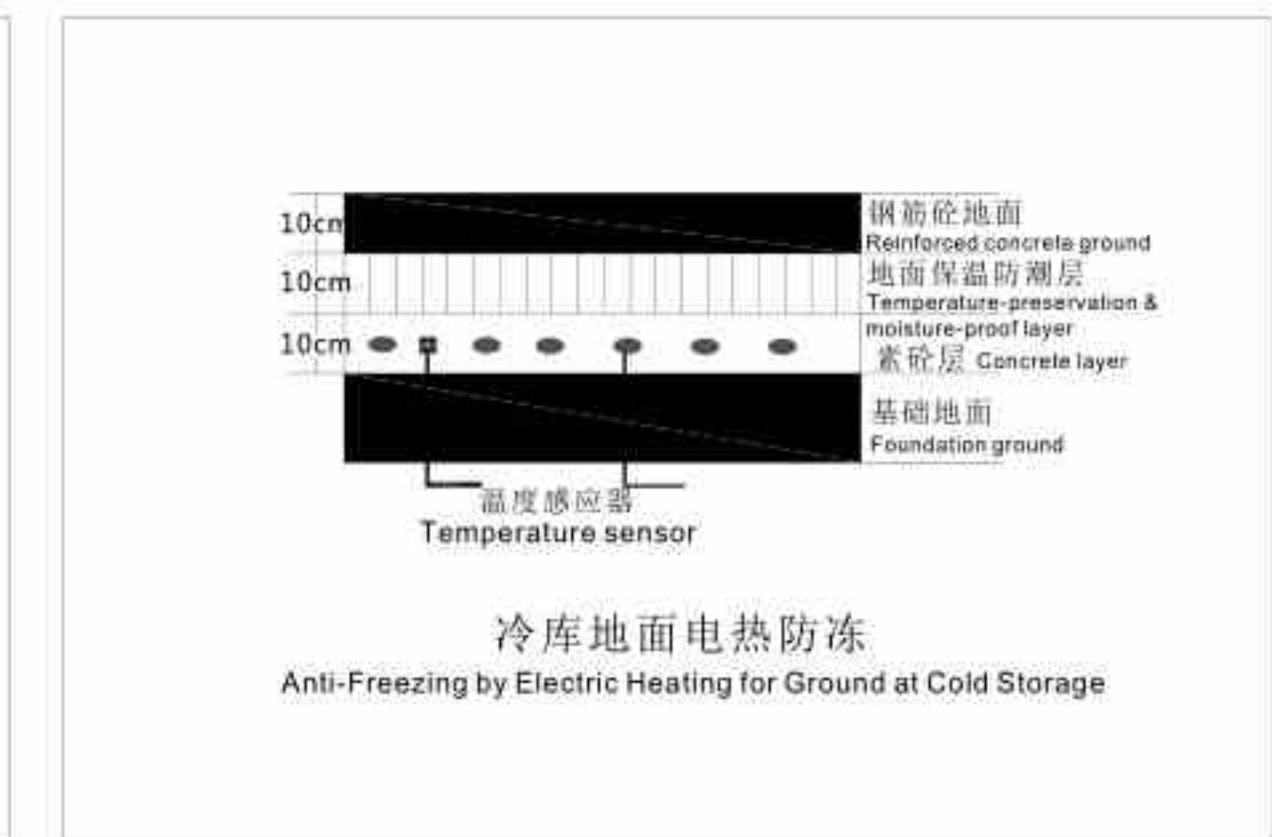 10cm
钢筋砼地面
Reinforced concrete ground
10cm
地面保温防潮层
Temperature-preservation &
moisture-proof layer
10cm
素砼层 Concrete layer
基础地面
Foundation ground
温度感应器
Temperature sensor
冷库地面电热防冻
Anti-Freezing by Electric Heating for Ground at Cold Storage